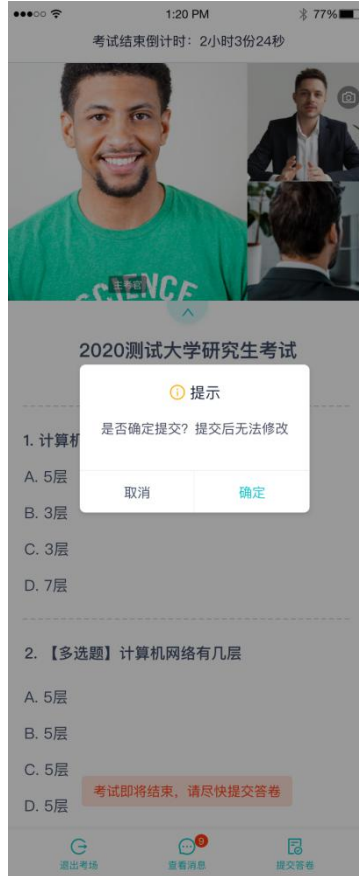 1:20 PM
77%
考试结束倒计时：2小时3份24秒
主考官
SCIENCE
2020测试大学研究生考试
提示
是否确定提交？提交后无法修改
取消
确定
1. 计算机
A. 5层
B. 3层
C. 3层
D. 7层
2. 【多选题】计算机网络有几层
A. 5层
B. 5层
C. 5层
D. 5层
考试即将结束，请尽快提交答卷
9
退出考场
查看消息
提交答卷